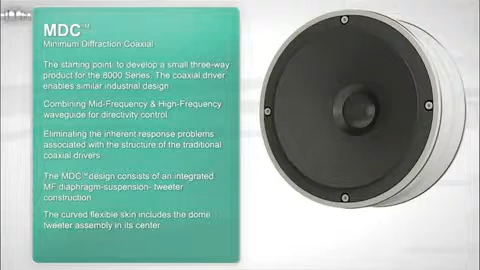 MDC™
Minimum Diffraction Coaxial
The starting point to develop a small three-way
product for the 8000 Series. The coaxial driver
enables similar industrial design
Combining Mid-Frequency & High-Frequency
waveguide for directivity control
Eliminating the inherent response problems
associated with the structure of the traditional
coaxial drivers
The MDC™design consists of an integrated
MF diaphragm-suspension- tweeter
construction
The curved flexible skin includes the dome
tweeter assembly in its center